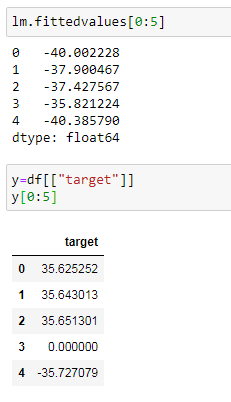 lm.fittedvalues[0:5]
0 -40.002228
1 -37.900467
2 -37.427567
3 -35.821224
4 -40.385790
dtype: float64
y=df[["target"]]
y[0:5]
target
0 35.625252
1 35.643013
2 35.651301
3 0.000000
4 -35.727079